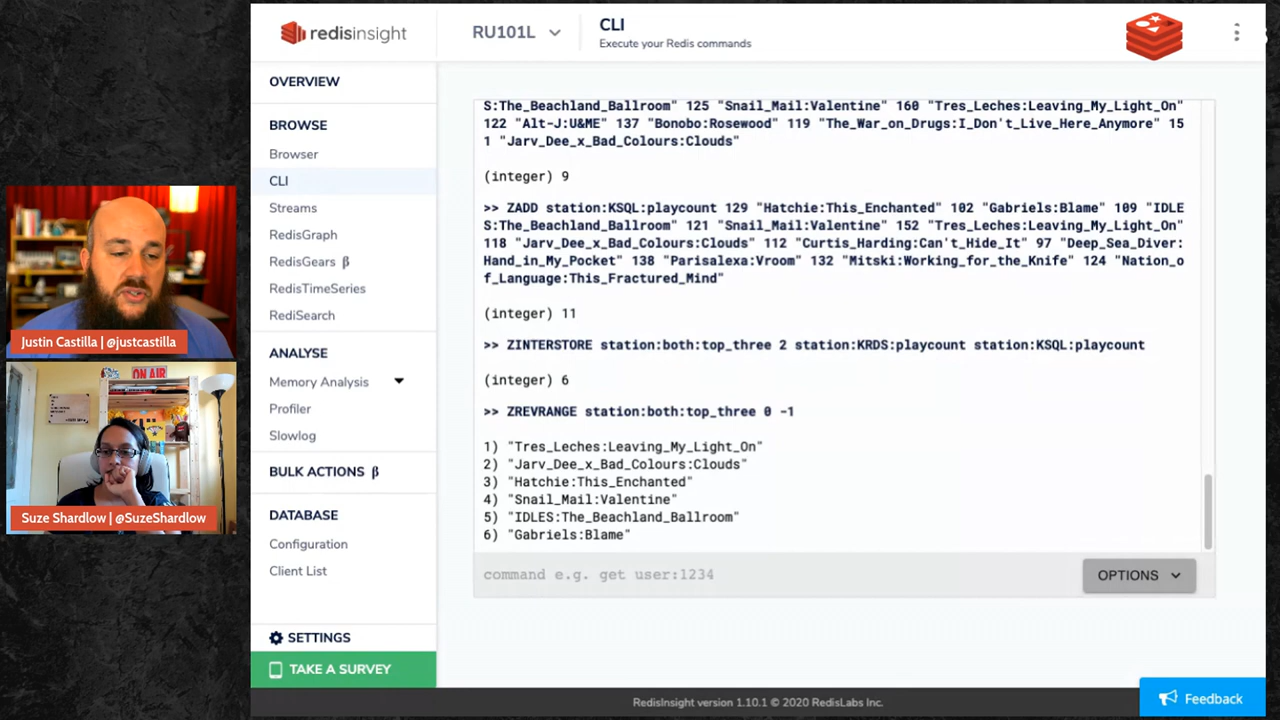 redisinsight
RU101L
CLI
Execute your Redis commands
OVERVIEW
BROWSE
Browser
CLI
Streams
RedisGraph
RedisGears β
RedisTimeSeries
RediSearch
ANALYSE
Memory Analysis
Profiler
Slowlog
BULK ACTIONS β
DATABASE
Configuration
Client List
SETTINGS
TAKE A SURVEY
S:The_Beachland_Ballroom" 125 "Snail_Mail:Valentine" 160 "Tres_Leches:Leaving_My_Light_On"
122 "Alt-J:U&ME" 137 "Bonobo:Rosewood" 119 "The_War_on_Drugs:I_Don't_Live_Here_Anymore" 15
1 "Jarv_Dee_x_Bad_Colours:Clouds"
(integer) 9
>> ZADD station:KSQL:playcount 129 "Hatchie:This_Enchanted" 102 "Gabriels:Blame" 109 "IDLE
S:The_Beachland_Ballroom" 121 "Snail_Mail:Valentine" 152 "Tres_Leches:Leaving_My_Light_On"
118 "Jarv_Dee_x_Bad_Colours:Clouds" 112 "Curtis_Harding:Can't_Hide_It" 97 "Deep_Sea_Diver:
Hand_in_My_Pocket" 138 "Parisalexa:Vroom" 132 "Mitski:Working_for_the_Knife" 124 "Nation_o
f_Language:This_Fractured_Mind"
(integer) 11
>> ZINTERSTORE station:both:top_three 2 station:KRDS:playcount station:KSQL:playcount
(integer) 6
>> ZREVRANGE station:both:top_three 0 -1
1) "Tres_Leches:Leaving_My_Light_On"
2) "Jarv_Dee_x_Bad_Colours:Clouds"
3) "Hatchie:This_Enchanted"
4) "Snail_Mail:Valentine"
5) "IDLES:The_Beachland_Ballroom"
6) "Gabriels:Blame"
command e.g. get user:1234
OPTIONS
RedisInsight version 1.10.1 © 2020 RedisLabs Inc.
Feedback
Justin Castilla | @justcastilla
ON AIR
Suze Shardlow | @SuzeShardlow